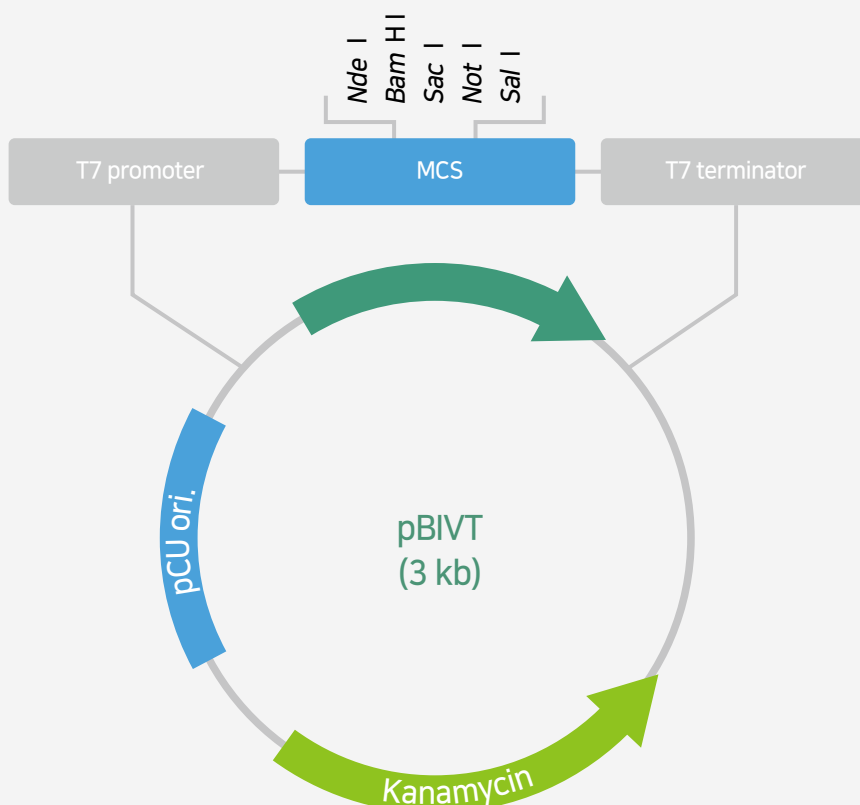 Nde I
Bam H I
Sac I
Not I
Sal I
T7 promoter
MCS
T7 terminator
pCU ori.
pBIVT
(3 kb)
Kanamycin